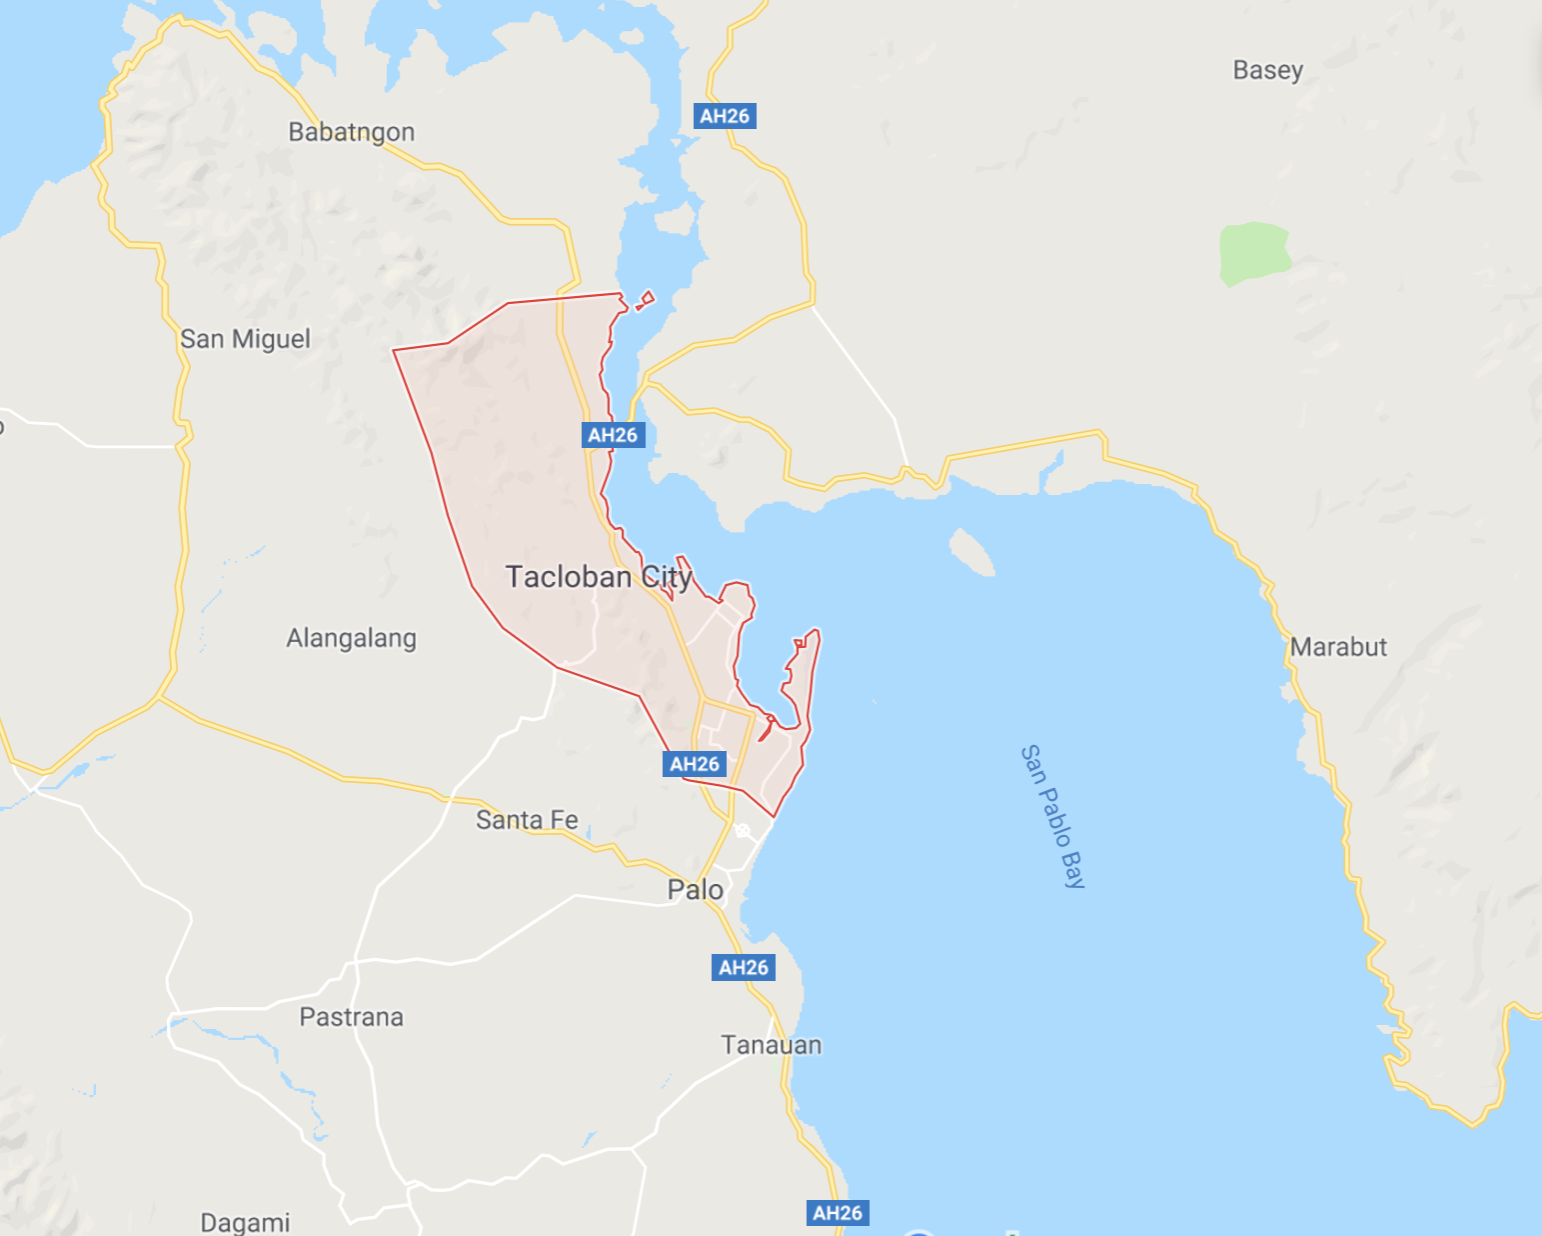 Basey
AH26
Babatngon
San Miguel
AH26
Tacloban City
Alangalang
Marabut
AH26
San Pablo Bay
Santa Fe
Palo
AH26
Pastrana
Tanauan
AH26
Dagami